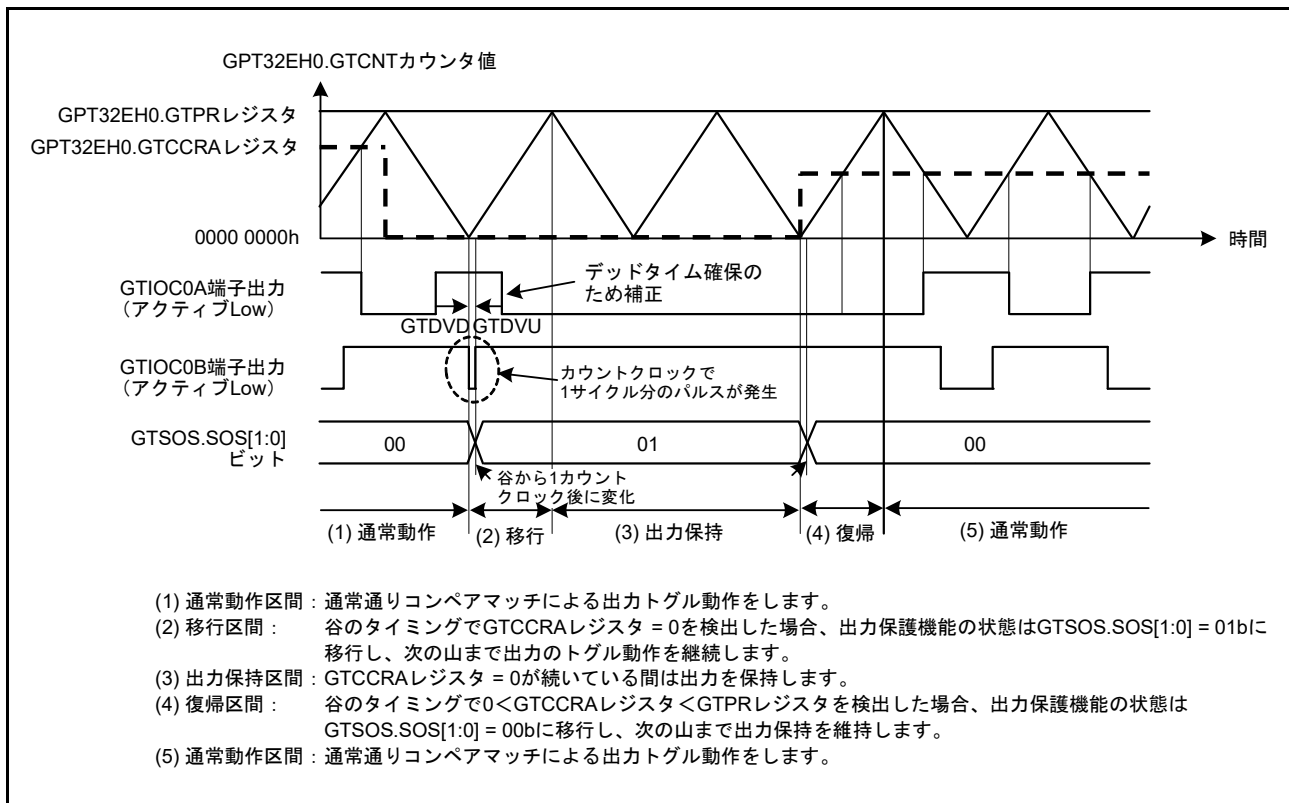 GPT32EH0.GTCNTカウンタ値
GPT32EH0.GTPRレジスタ
GPT32EH0.GTCCRAレジスタ
0000 0000h
時間
GTIOC0A端子出力
（アクティブLow）
デッドタイム確保の
ため補正
GTDVD
GTDVU
GTIOC0B端子出力
（アクティブLow）
カウントクロックで
1サイクル分のパルスが発生
GTSOS.SOS[1:0]
ビット
00
01
00
谷から1カウント
クロック後に変化
(1) 通常動作
(2) 移行
(3) 出力保持
(4) 復帰
(5) 通常動作
(1) 通常動作区間：通常通りコンペアマッチによる出力トグル動作をします。
(2) 移行区間：谷のタイミングでGTCCRAレジスタ = 0を検出した場合、出力保護機能の状態はGTSOS.SOS[1:0] = 01bに
移行し、次の山まで出力のトグル動作を継続します。
(3) 出力保持区間：GTCCRAレジスタ = 0が続いている間は出力を保持します。
(4) 復帰区間：谷のタイミングで0＜GTCCRAレジスタ＜GTPRレジスタを検出した場合、出力保護機能の状態は
GTSOS.SOS[1:0] = 00bに移行し、次の山まで出力保持を維持します。
(5) 通常動作区間：通常通りコンペアマッチによる出力トグル動作をします。